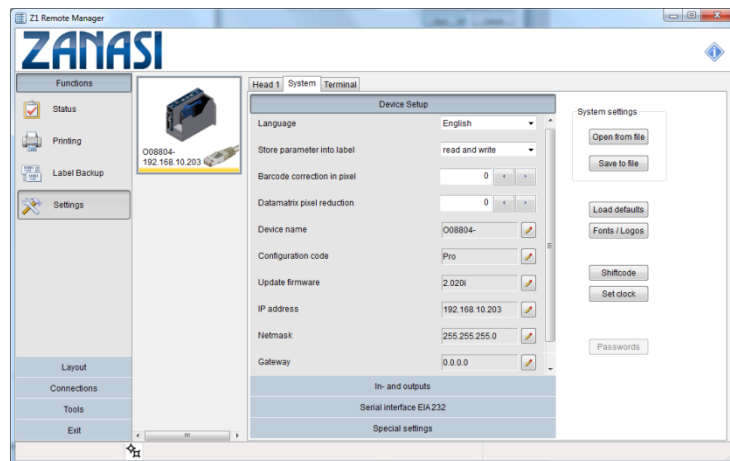 Z1 Remote Manager
ZANASI
Functions
Status
Printing
Label Backup
Settings
Layout
Connections
Tools
Exit
O08804-
192.168.10.203
Head 1 System Terminal
Device Setup
Language English
Store parameter into label read and write
Barcode correction in pixel 0
Datamatrix pixel reduction 0
Device name O08804-
Configuration code Pro
Update firmware 2.020i
IP address 192.168.10.203
Netmask 255.255.255.0
Gateway 0.0.0.0
In- and outputs
Serial interface EIA232
Special settings
System settings
Open from file
Save to file
Load defaults
Fonts / Logos
Shiftcode
Set clock
Passwords